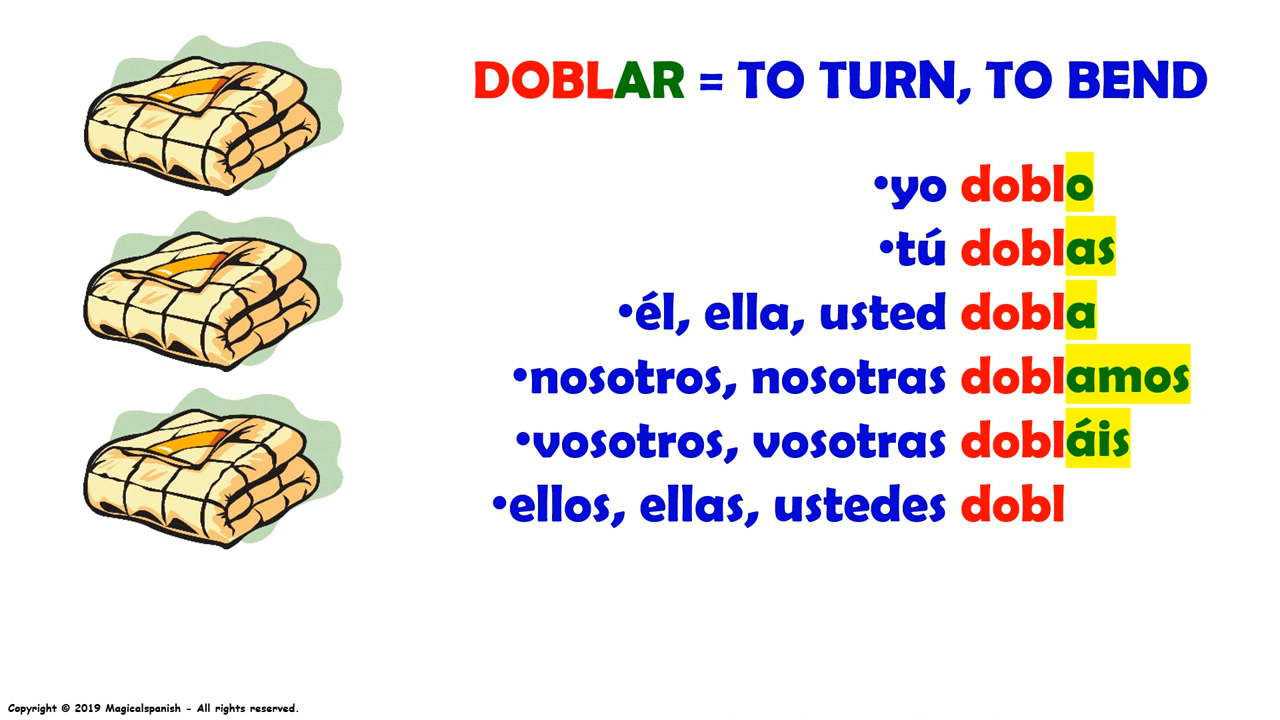 DOBLAR = TO TURN, TO BEND
•yo doblo
•tú doblas
•él, ella, usted dobla
•nosotros, nosotras doblamos
•vosotros, vosotras dobláis
•ellos, ellas, ustedes dobl
Copyright © 2019 Magicalspanish - All rights reserved.